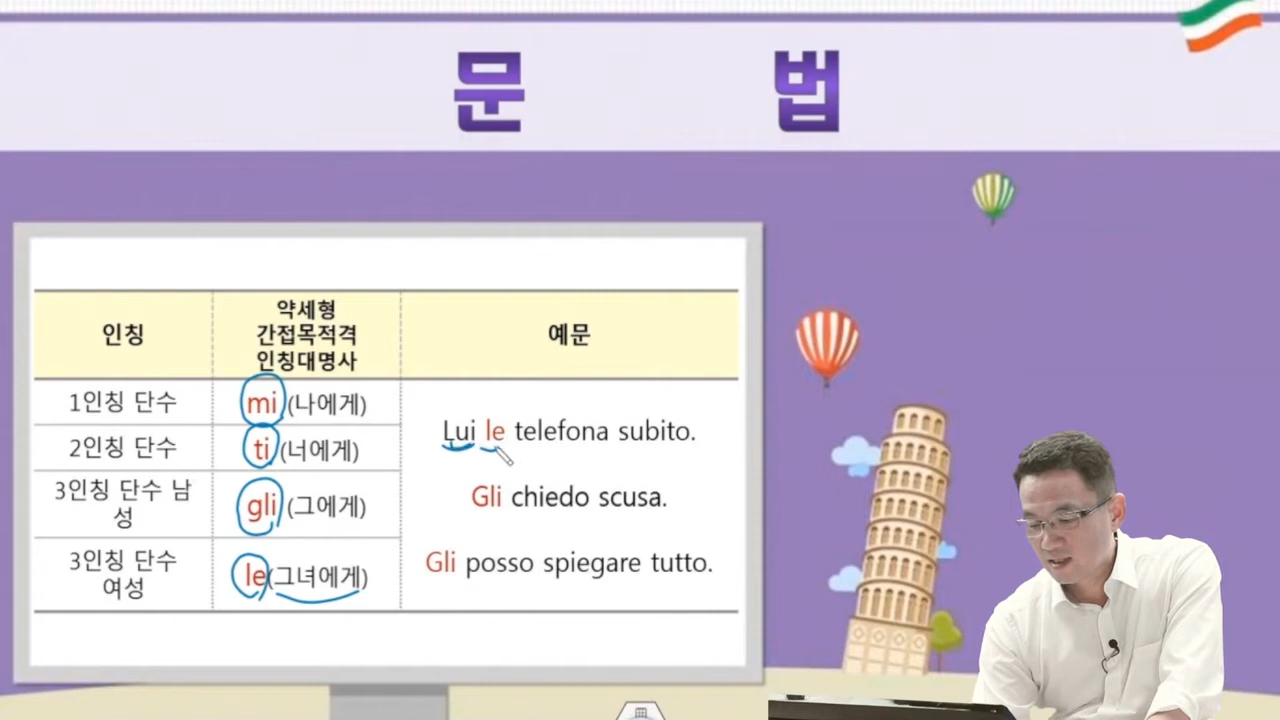 문 법
인칭
약세형
간접목적격
인칭대명사
예문
1인칭 단수
mi (나에게)
2인칭 단수
ti (너에게)
3인칭 단수 남
성
gli (그에게)
3인칭 단수
여성
le(그녀에게)
Lui le telefona subito.
Gli chiedo scusa.
Gli posso spiegare tutto.